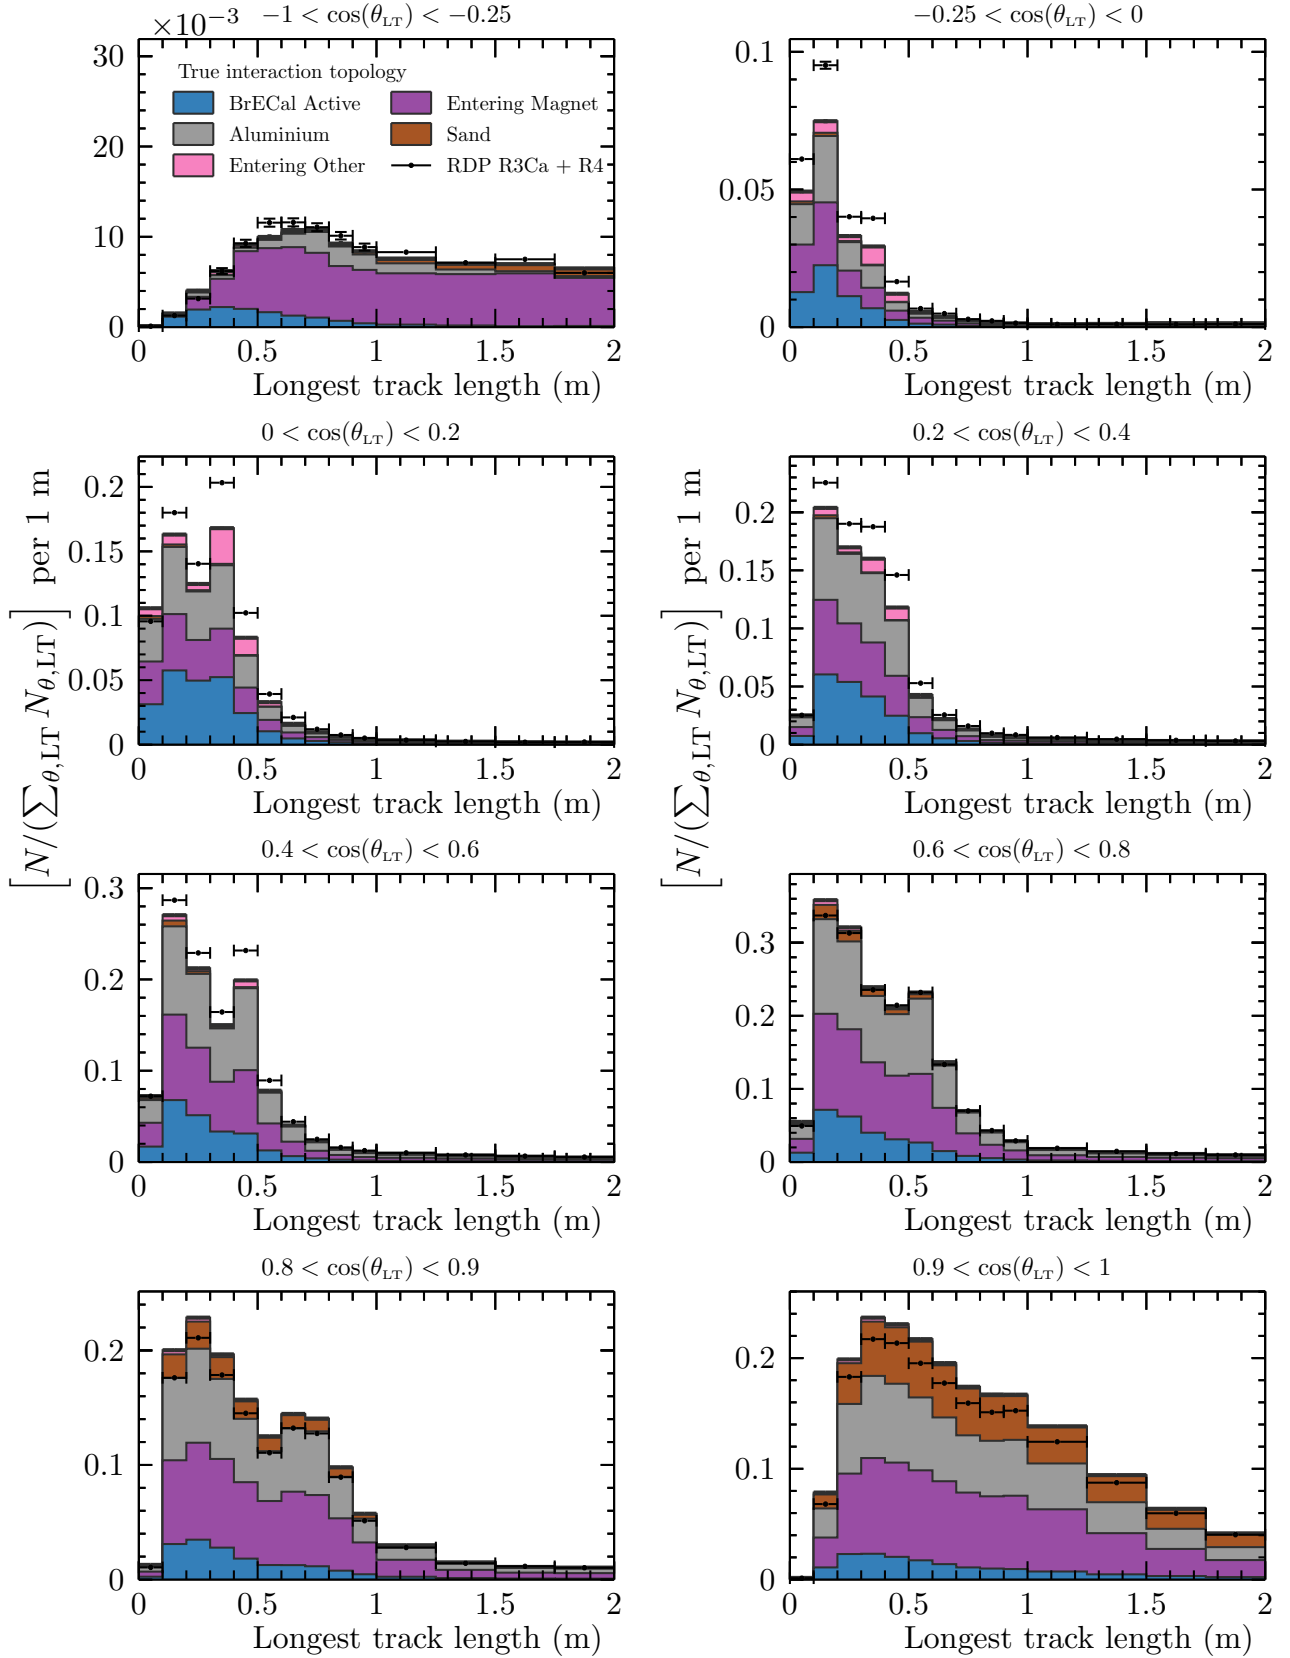 ×10⁻³
−1 < cos(θ_LT) < −0.25
30
20
10
0
True interaction topology
BrECal Active
Entering Magnet
Aluminium
Sand
Entering Other
RDP R3Ca + R4
0 0.5 1 1.5 2
Longest track length (m)
−0.25 < cos(θ_LT) < 0
0.1
0.05
0
0 0.5 1 1.5 2
Longest track length (m)
0 < cos(θ_LT) < 0.2
0.2
0.15
0.1
0.05
0
0 0.5 1 1.5 2
Longest track length (m)
0.2 < cos(θ_LT) < 0.4
0.2
0.15
0.1
0.05
0
0 0.5 1 1.5 2
Longest track length (m)
[N/(∑_θ,LT N_θ,LT)] per 1 m
[N/(∑_θ,LT N_θ,LT)] per 1 m
0.4 < cos(θ_LT) < 0.6
0.3
0.2
0.1
0
0 0.5 1 1.5 2
Longest track length (m)
0.6 < cos(θ_LT) < 0.8
0.3
0.2
0.1
0
0 0.5 1 1.5 2
Longest track length (m)
0.8 < cos(θ_LT) < 0.9
0.2
0.1
0
0 0.5 1 1.5 2
Longest track length (m)
0.9 < cos(θ_LT) < 1
0.2
0.1
0
0 0.5 1 1.5 2
Longest track length (m)